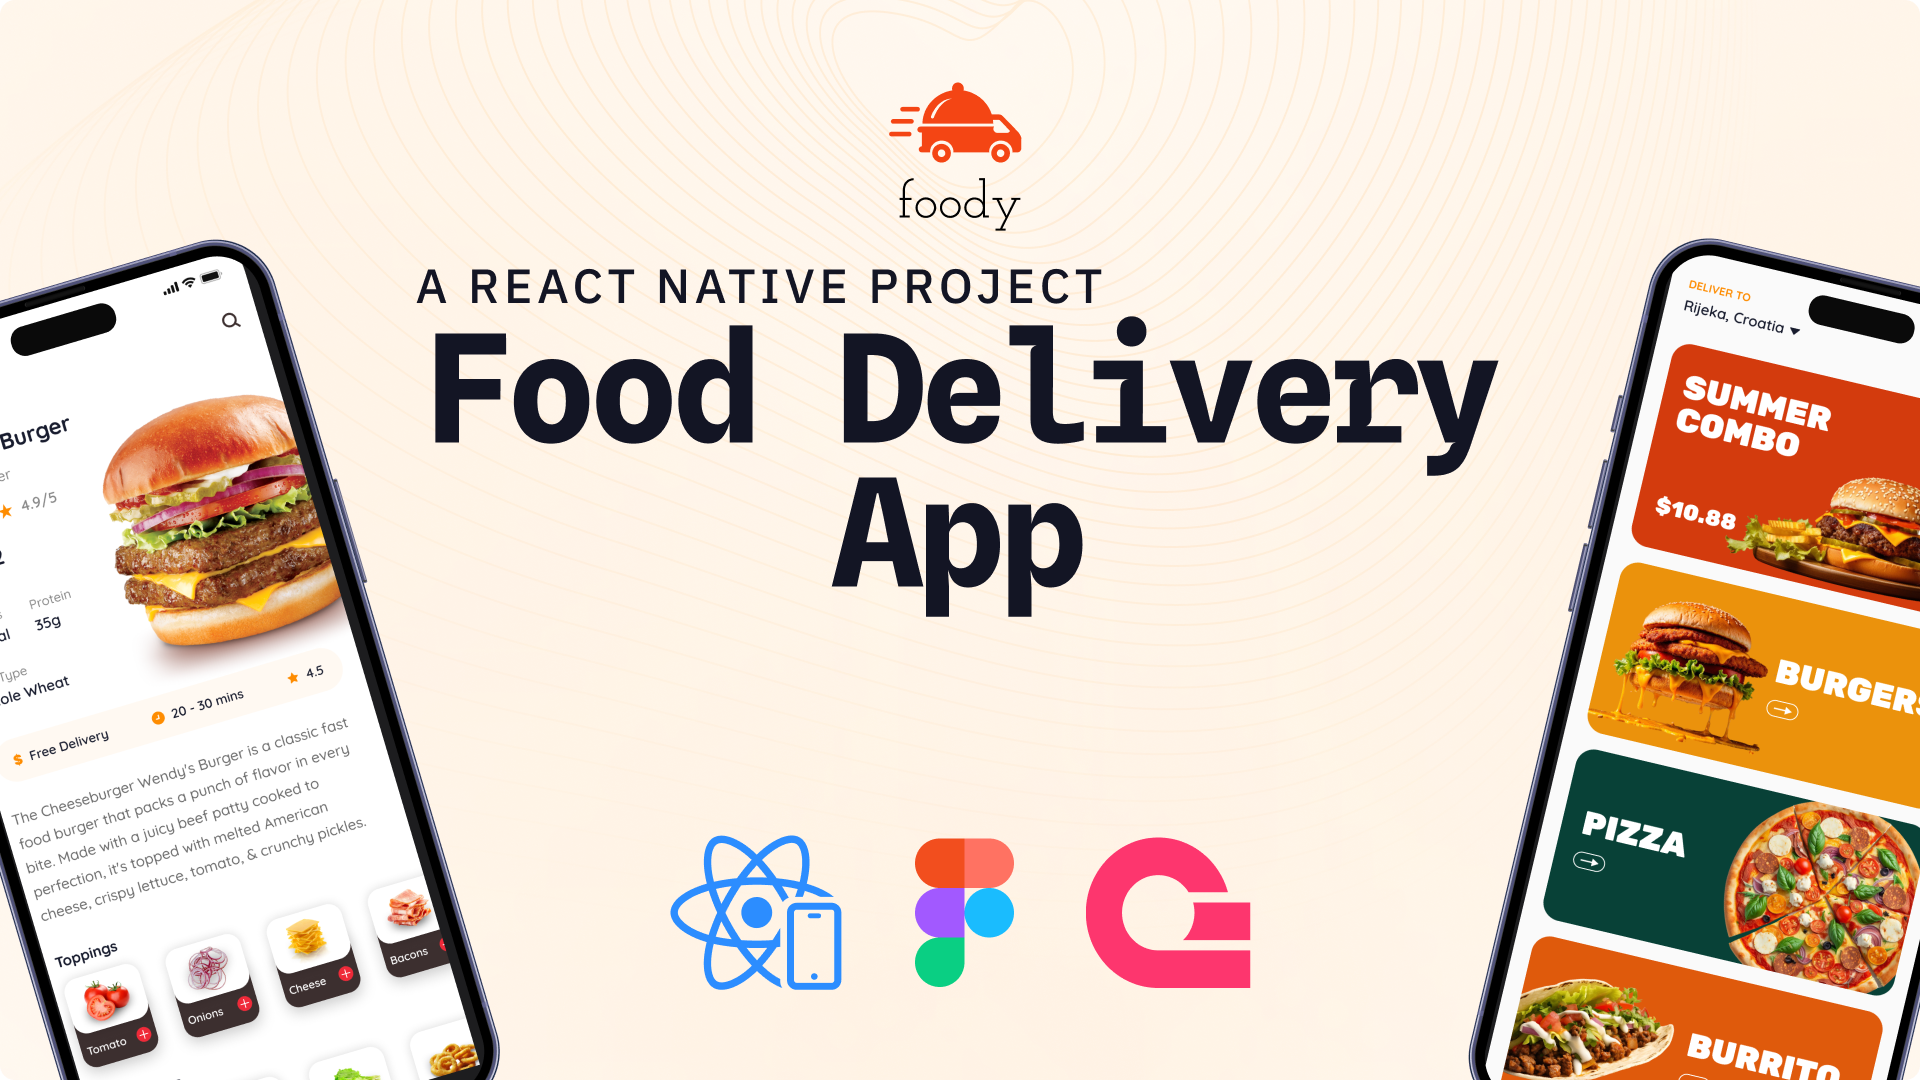 foody
A REACT NATIVE PROJECT
Food Delivery
App
Burger
4.9/5
Protein
35g
Type
Wheat
Free Delivery
20 - 30 mins
4.5
The Cheeseburger Wendy's Burger is a classic fast
food burger that packs a punch of flavor in every
bite. Made with a juicy beef patty cooked to
perfection, it's topped with melted American
cheese, crispy lettuce, tomato, & crunchy pickles.
Toppings
Tomato
Onions
Cheese
Bacons
DELIVER TO
Rijeka, Croatia
SUMMER
COMBO
$10.88
BURGERS
PIZZA
BURRITO